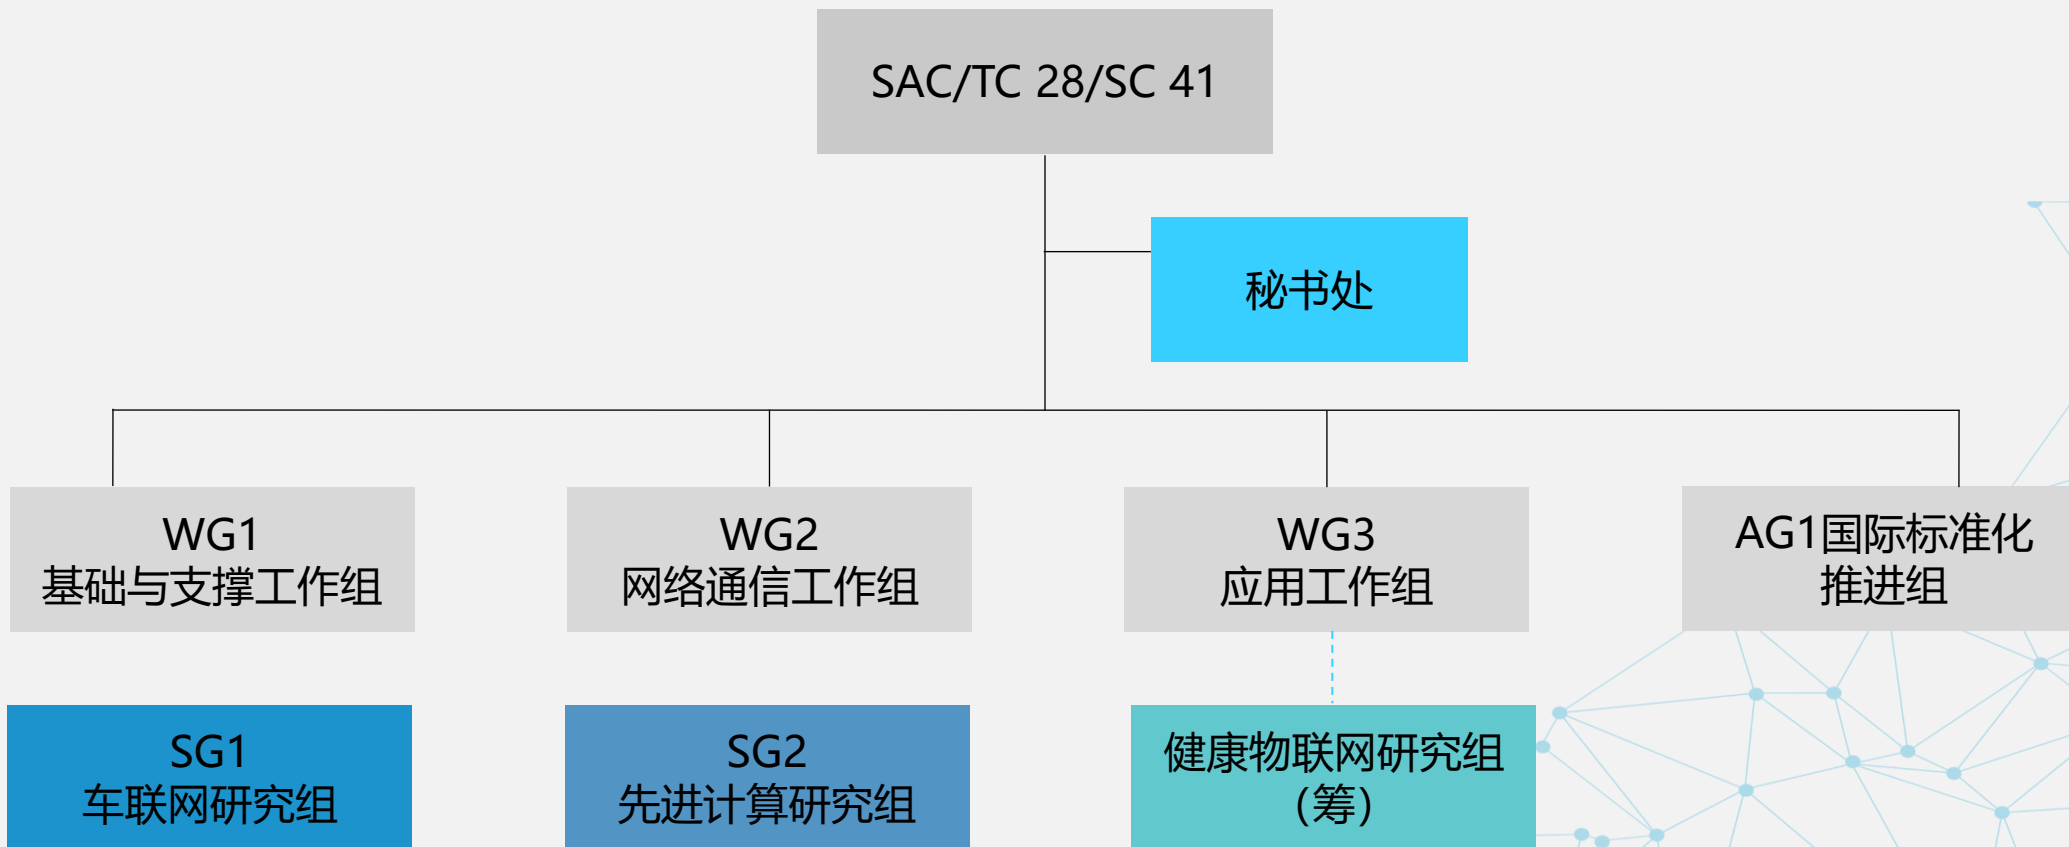 SAC/TC 28/SC 41
秘书处
WG1
基础与支撑工作组
WG2
网络通信工作组
WG3
应用工作组
AG1国际标准化
推进组
SG1
车联网研究组
SG2
先进计算研究组
健康物联网研究组
(筹)